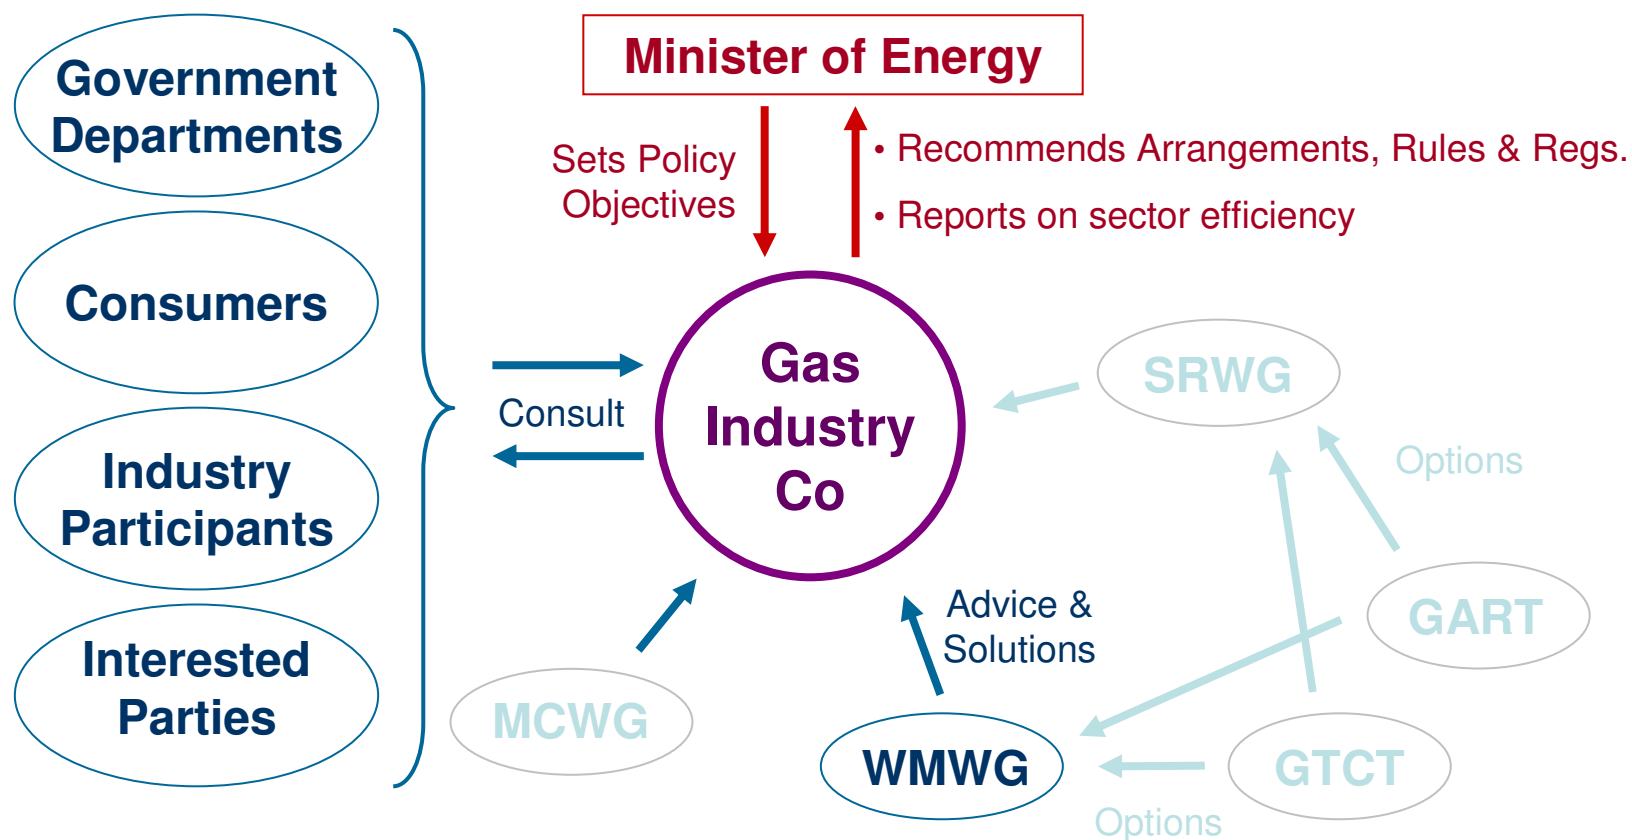 Government
Departments
Consumers
Industry
Participants
Interested
Parties
Minister of Energy
Sets Policy
Objectives
• Recommends Arrangements, Rules & Regs.
• Reports on sector efficiency
Consult
Gas
Industry
Co
SRWG
Options
GART
Advice &
Solutions
MCWG
WMWG
GTCT
Options